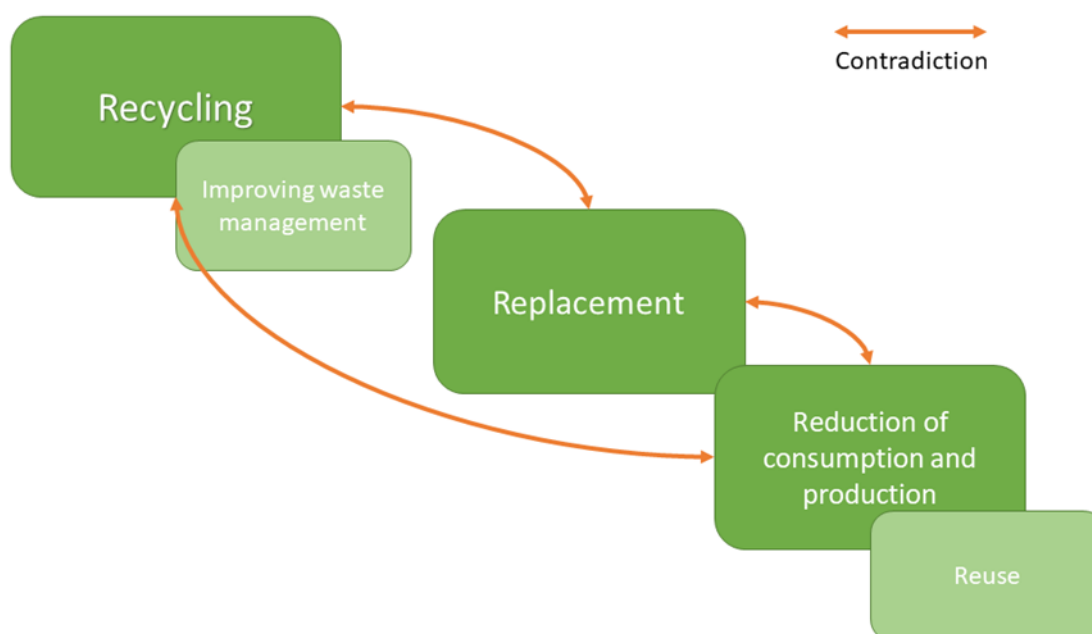 Contradiction
Recycling
Improving waste
management
Replacement
Reduction of
consumption and
production
Reuse